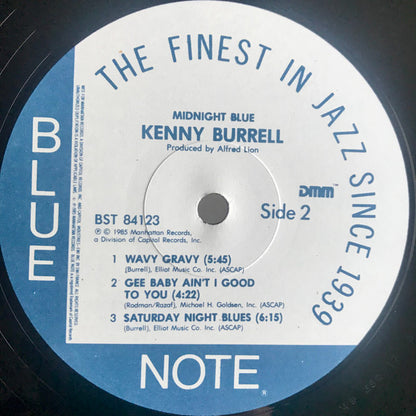 THE FINEST IN JAZZ SINCE 1939
BLUE
MIDNIGHT BLUE
KENNY BURRELL
Produced by Alfred Lion
DMM™
BST 84123
Side 2
℗ © 1985 Manhattan Records,
a Division of Capitol Records, Inc.
1 WAVY GRAVY (5:45)
(Burrell), Elliot Music Co. Inc. (ASCAP)
2 GEE BABY AIN'T I GOOD
TO YOU (4:22)
(Rodman/Razaf), Michael H. Goldsen, Inc. (ASCAP)
3 SATURDAY NIGHT BLUES (6:15)
(Burrell), Elliot Music Co. Inc. (ASCAP)
NOTE®